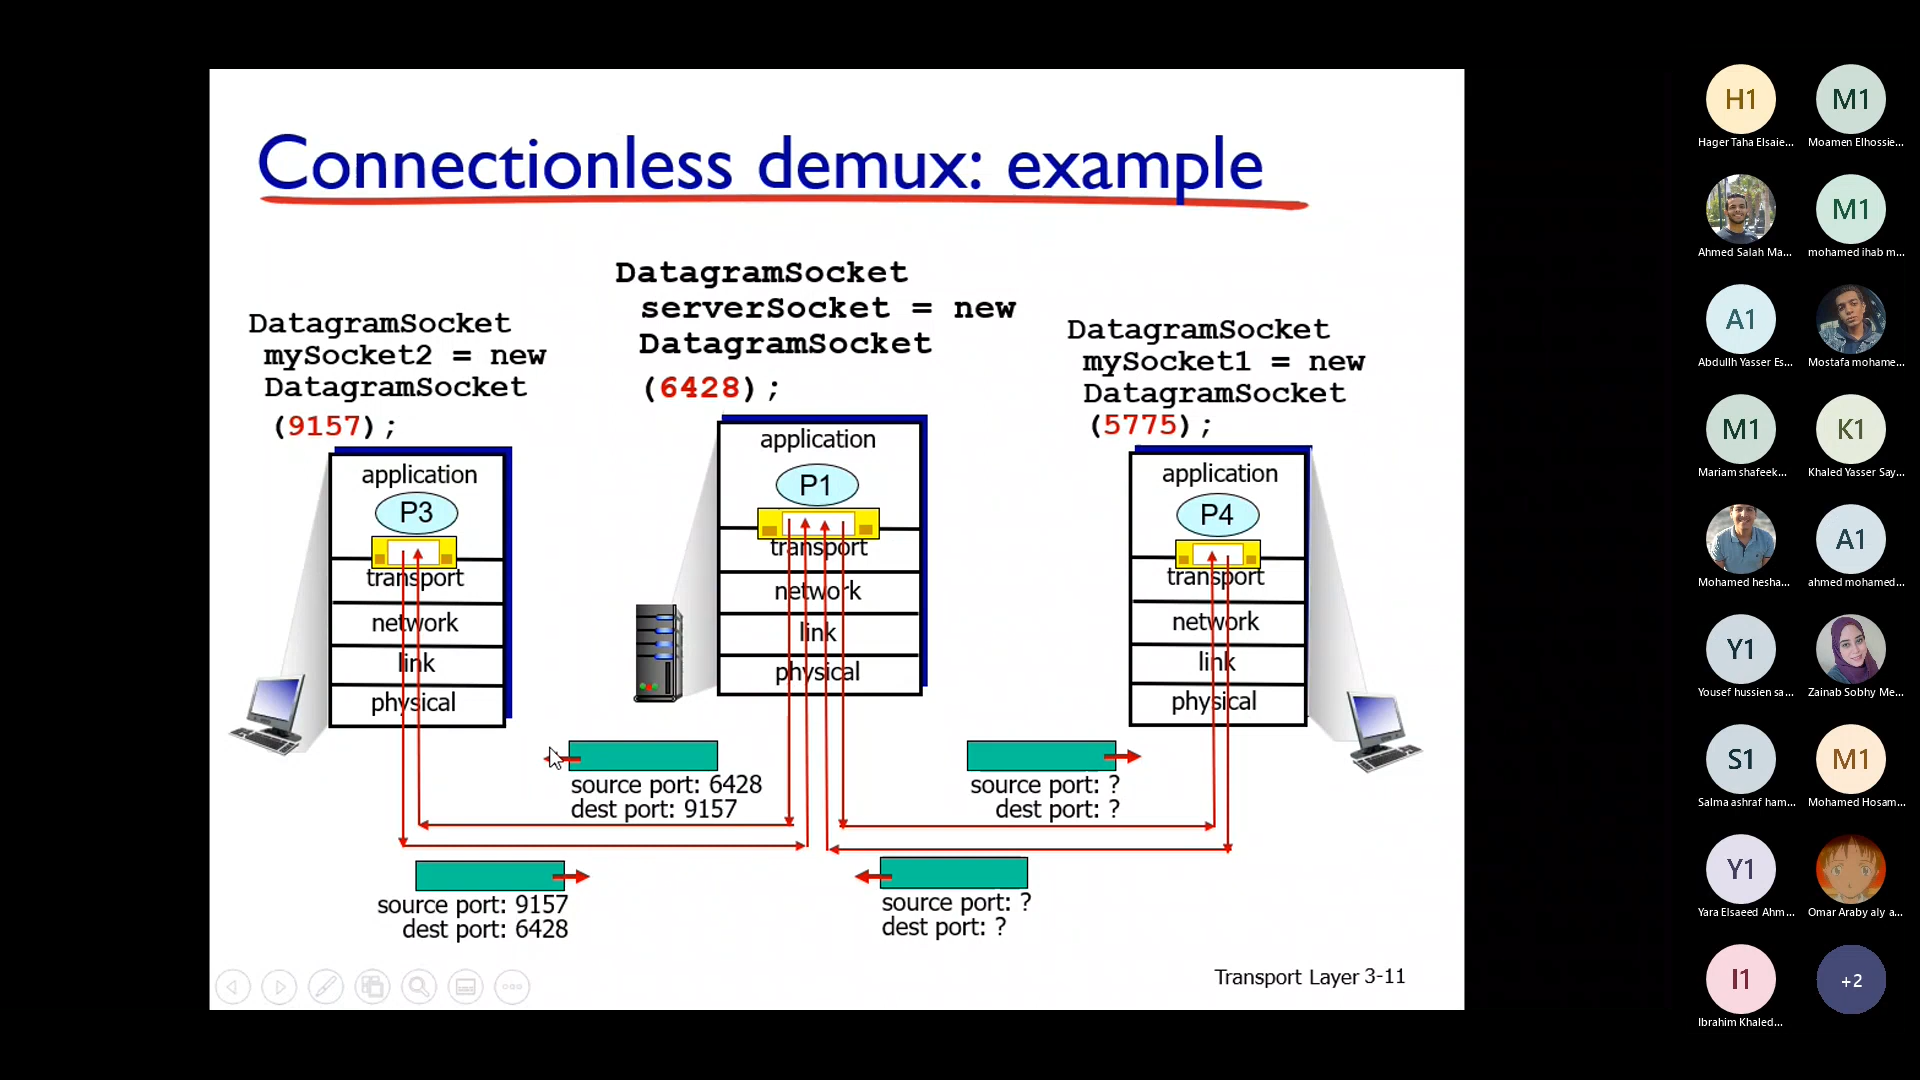 Connectionless demux: example
DatagramSocket
mySocket2 = new
DatagramSocket
(9157);
DatagramSocket
serverSocket = new
DatagramSocket
(6428);
DatagramSocket
mySocket1 = new
DatagramSocket
(5775);
application
P3
transport
network
link
physical
application
P1
transport
network
link
physical
application
P4
transport
network
link
physical
source port: 6428
dest port: 9157
source port: ?
dest port: ?
source port: 9157
dest port: 6428
source port: ?
dest port: ?
Transport Layer 3-11
H1
Hager Taha Elsaie...
M1
Moamen Elhossie...
Ahmed Salah Ma...
M1
mohamed ihab m...
A1
Abdullh Yasser Es...
Mostafa mohame...
M1
Mariam shafeek...
K1
Khaled Yasser Say...
Mohamed hesha...
A1
ahmed mohamed...
Y1
Yousef hussien sa...
Zainab Sobhy Me...
S1
Salma ashraf ham...
M1
Mohamed Hosam...
Y1
Yara Elsaeed Ahm...
Omar Araby aly a...
I1
Ibrahim Khaled...
+2